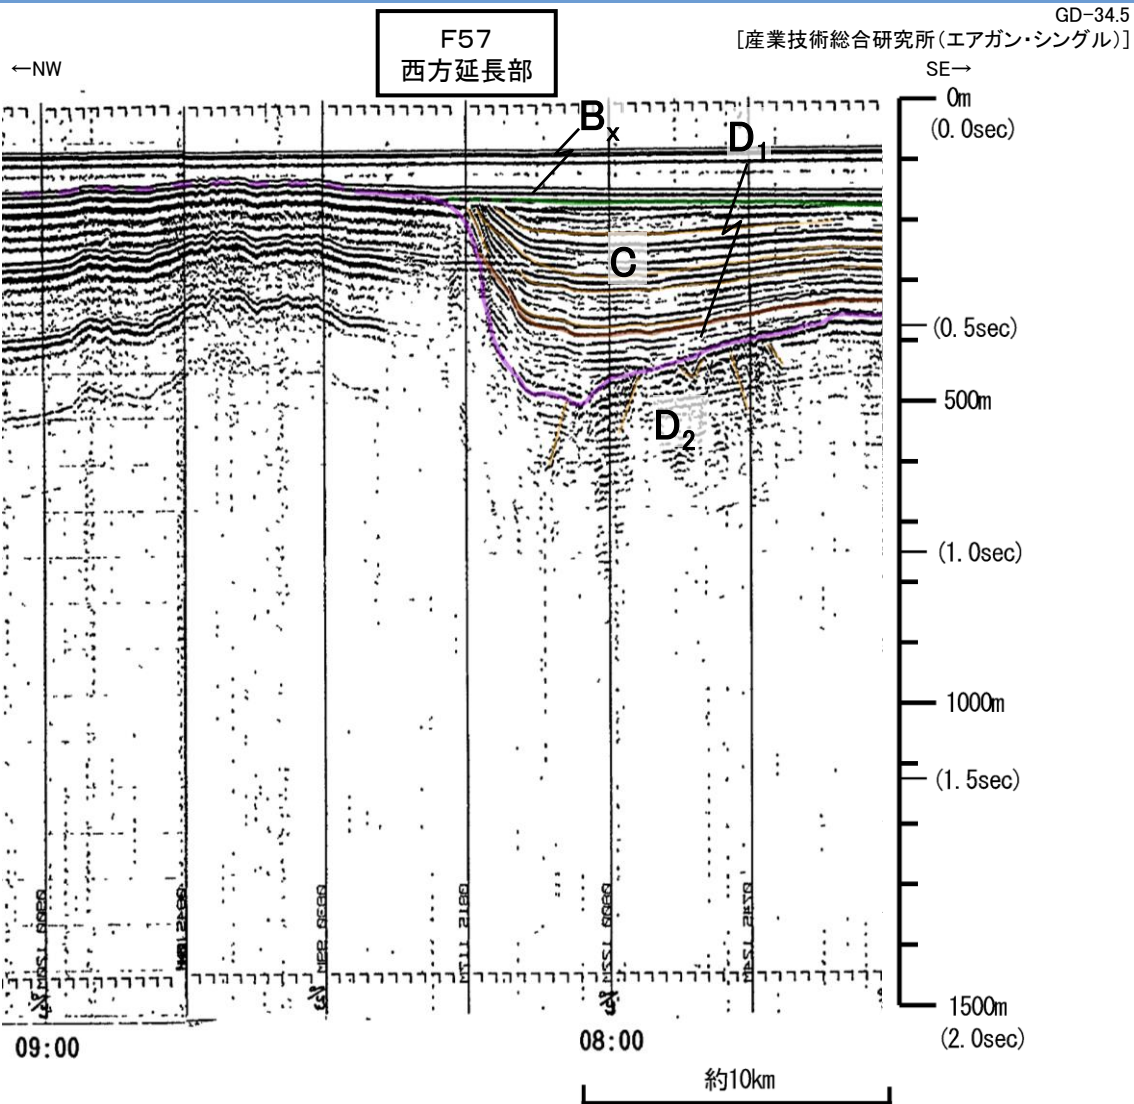 GD-34.5
F57
西方延長部
[産業技術総合研究所(エアガン・シングル)]
←NW
SE→
0m
(0.0sec)
Bx
D1
C
(0.5sec)
500m
D2
(1.0sec)
1000m
(1.5sec)
1500m
(2.0sec)
09:00
08:00
約10km